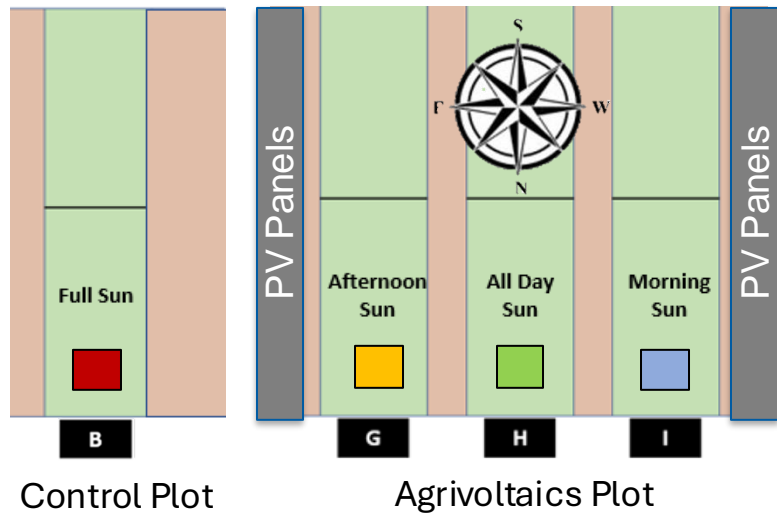 S
E
W
N
PV Panels
PV Panels
Full Sun
Afternoon
Sun
All Day
Sun
Morning
Sun
B
G
H
I
Control Plot
Agrivoltaics Plot